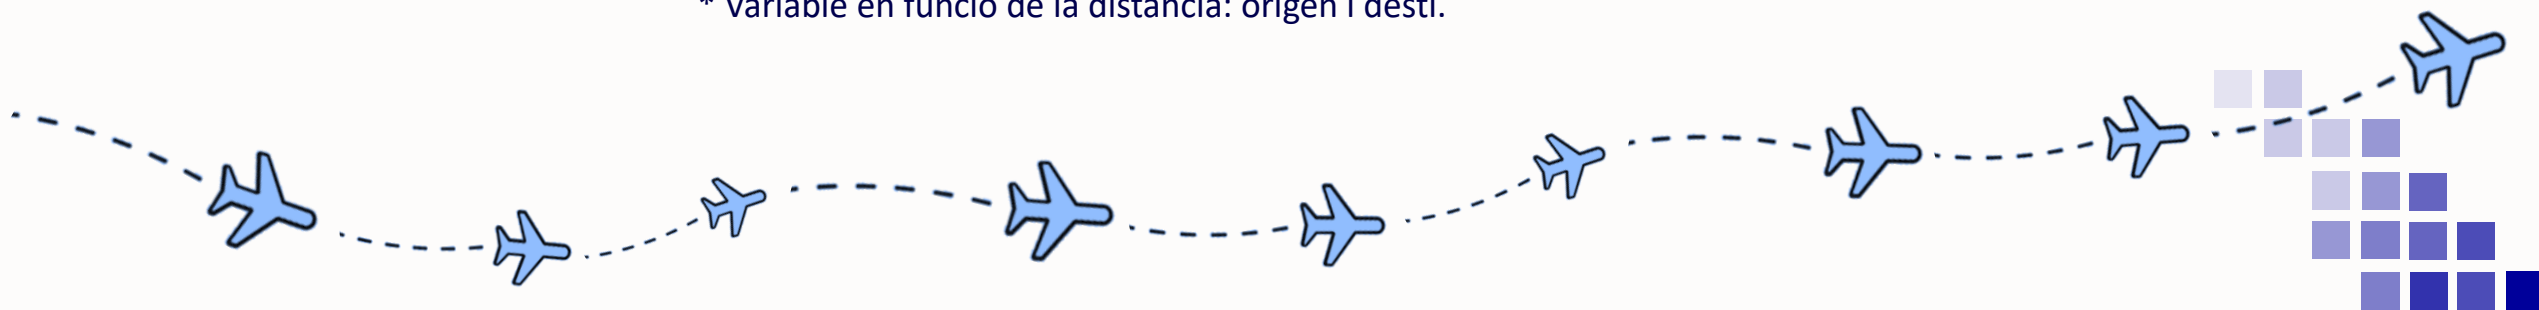 * Variable en funció de la distància: origen i destí.